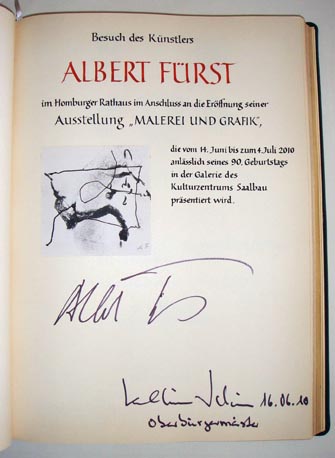 Besuch des Künstlers
ALBERT FÜRST
im Homburger Rathaus im Anschluss an die Eröffnung seiner
Ausstellung „MALEREI UND GRAFIK",
die vom 14. Juni bis zum 4. Juli 2010
anlässlich seines 90. Geburtstags
in der Galerie des
Kulturzentrums Saalbau
präsentiert wird.
16.06.10
Oberbürgermeister